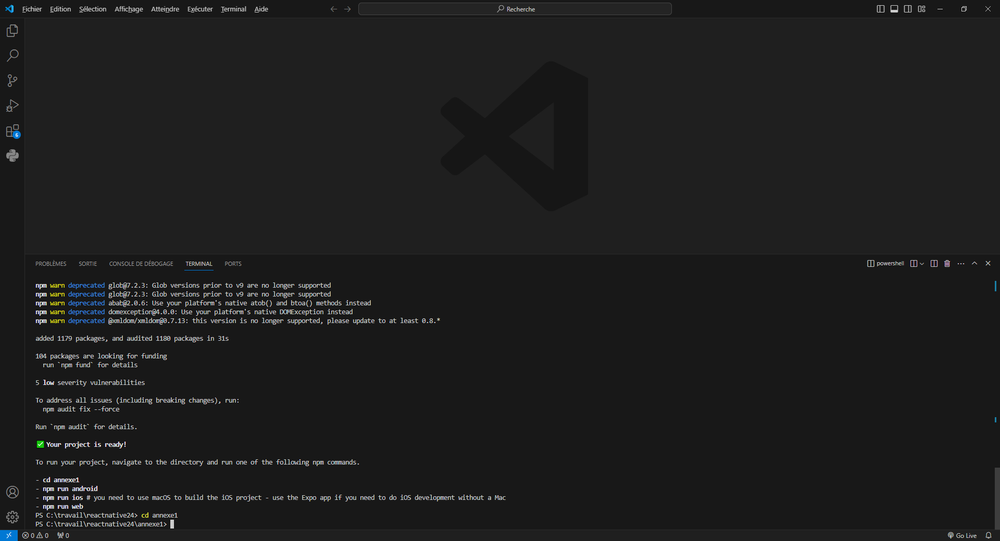 Fichier Edition Sélection Affichage Atteindre Exécuter Terminal Aide
Recherche
6
PROBLÈMES SORTIE CONSOLE DE DÉBOGAGE TERMINAL PORTS
powershell
npm warn deprecated glob@7.2.3: Glob versions prior to v9 are no longer supported
npm warn deprecated glob@7.2.3: Glob versions prior to v9 are no longer supported
npm warn deprecated abab@2.0.6: Use your platform's native atob() and btoa() methods instead
npm warn deprecated domexception@4.0.0: Use your platform's native DOMException instead
npm warn deprecated @xmldom/xmldom@0.7.13: this version is no longer supported, please update to at least 0.8.*
added 1179 packages, and audited 1180 packages in 31s
104 packages are looking for funding
run `npm fund` for details
5 low severity vulnerabilities
To address all issues (including breaking changes), run:
npm audit fix --force
Run `npm audit` for details.
✅ Your project is ready!
To run your project, navigate to the directory and run one of the following npm commands.
- cd annexe1
- npm run android
- npm run ios # you need to use macOS to build the iOS project - use the Expo app if you need to do iOS development without a Mac
- npm run web
PS C:\travail\reactnative24> cd annexe1
PS C:\travail\reactnative24\annexe1>
0 0 0
Go Live